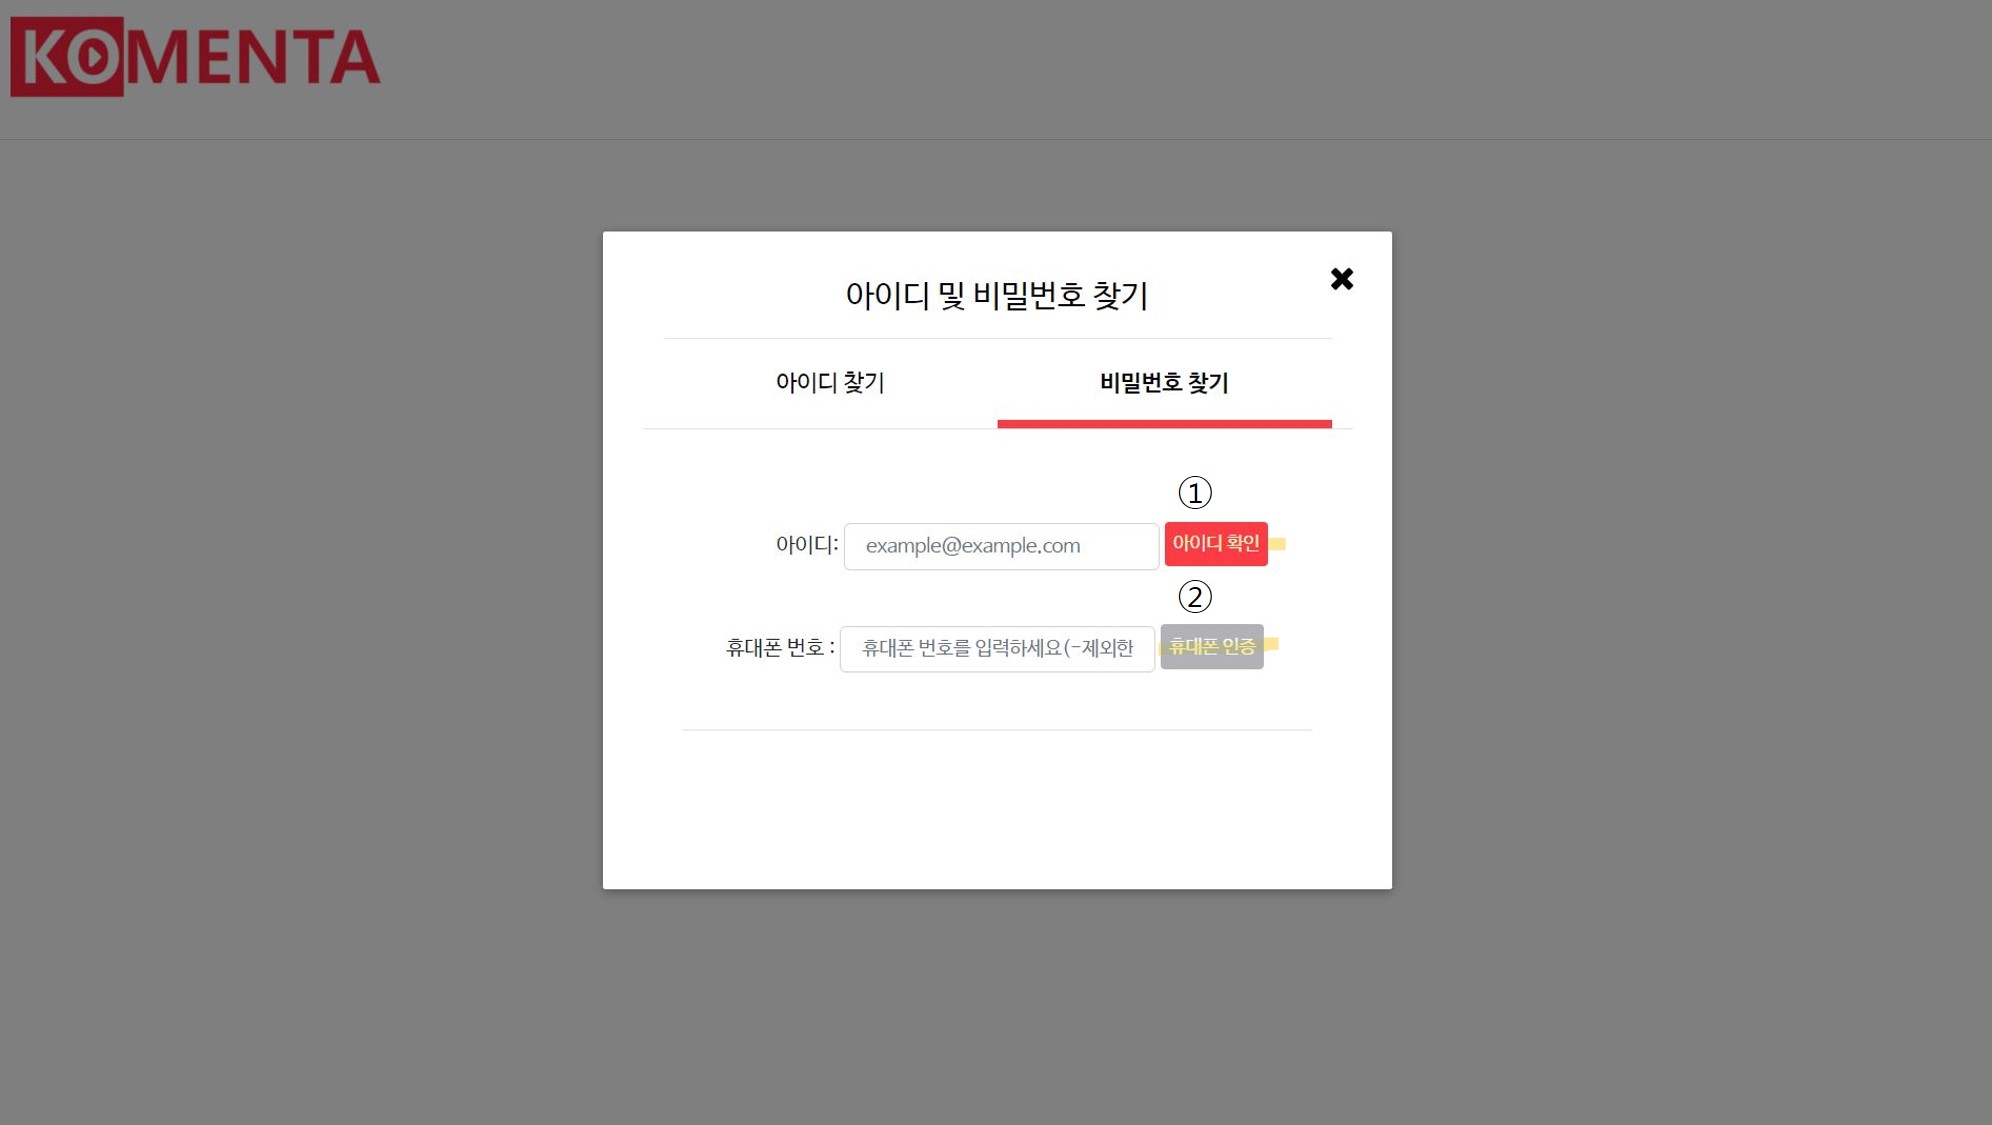 KOMENTA
아이디 및 비밀번호 찾기
아이디 찾기 비밀번호 찾기
①
아이디: example@example.com 아이디 확인
②
휴대폰 번호 : 휴대폰 번호를 입력하세요(-제외한 휴대폰 인증